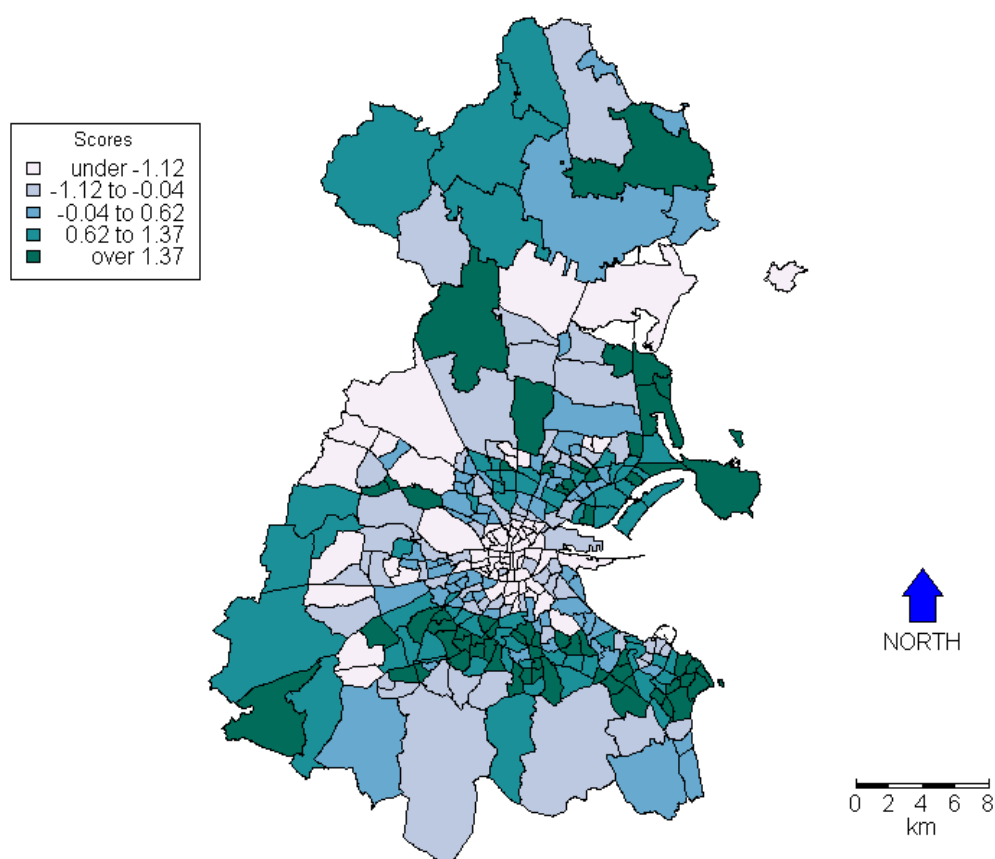 Scores
under -1.12
-1.12 to -0.04
-0.04 to 0.62
0.62 to 1.37
over 1.37
NORTH
0 2 4 6 8
km